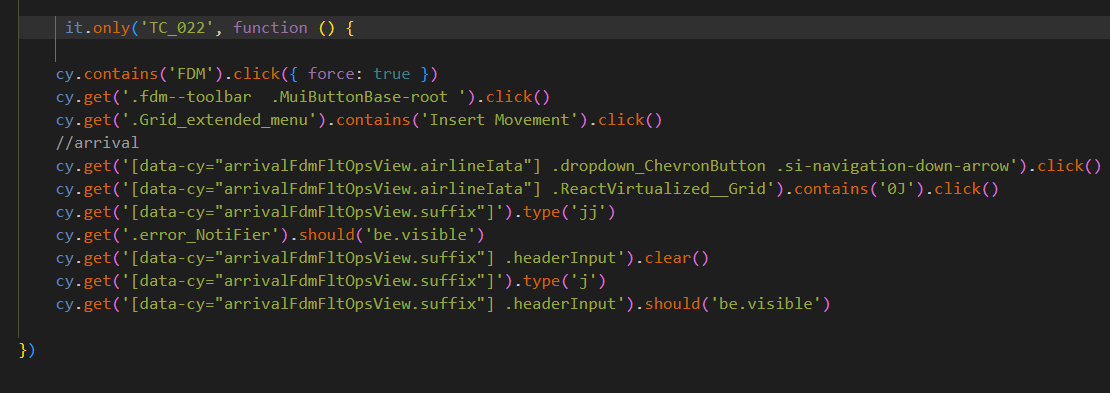 it.only('TC_022', function () {
cy.contains('FDM').click({ force: true })
cy.get('.fdm--toolbar  .MuiButtonBase-root ').click()
cy.get('.Grid_extended_menu').contains('Insert Movement').click()
//arrival
cy.get('[data-cy="arrivalFdmFltOpsView.airlineIata"] .dropdown_ChevronButton .si-navigation-down-arrow').click()
cy.get('[data-cy="arrivalFdmFltOpsView.airlineIata"] .ReactVirtualized__Grid').contains('0J').click()
cy.get('[data-cy="arrivalFdmFltOpsView.suffix"]').type('jj')
cy.get('.error_NotiFier').should('be.visible')
cy.get('[data-cy="arrivalFdmFltOpsView.suffix"] .headerInput').clear()
cy.get('[data-cy="arrivalFdmFltOpsView.suffix"]').type('j')
cy.get('[data-cy="arrivalFdmFltOpsView.suffix"] .headerInput').should('be.visible')
})